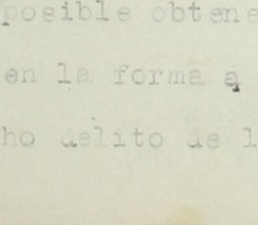 posible obtene
en la forma a
ho delito de l